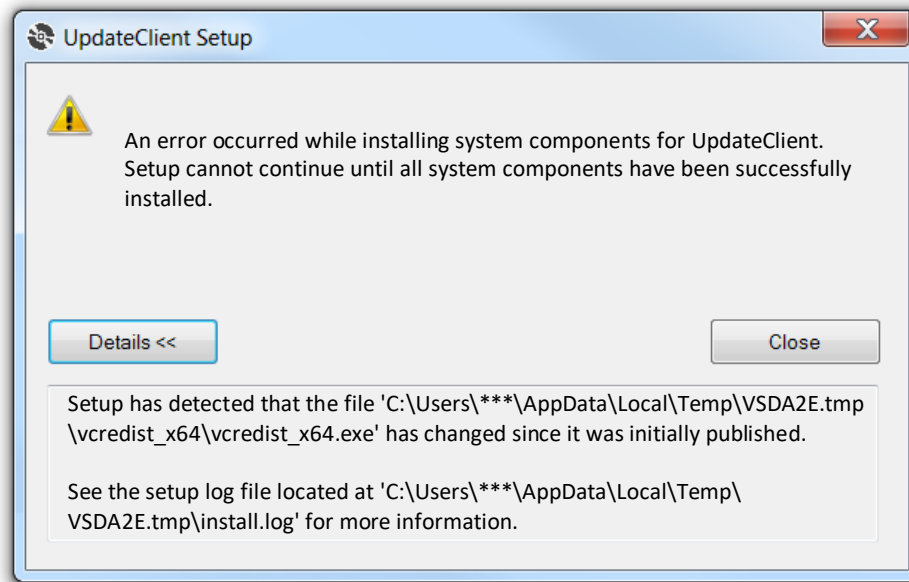 UpdateClient Setup
An error occurred while installing system components for UpdateClient.
Setup cannot continue until all system components have been successfully
installed.
Details <<
Close
Setup has detected that the file 'C:\Users\***\AppData\Local\Temp\VSDA2E.tmp
\vcredist_x64\vcredist_x64.exe' has changed since it was initially published.
See the setup log file located at 'C:\Users\***\AppData\Local\Temp\
VSDA2E.tmp\install.log' for more information.